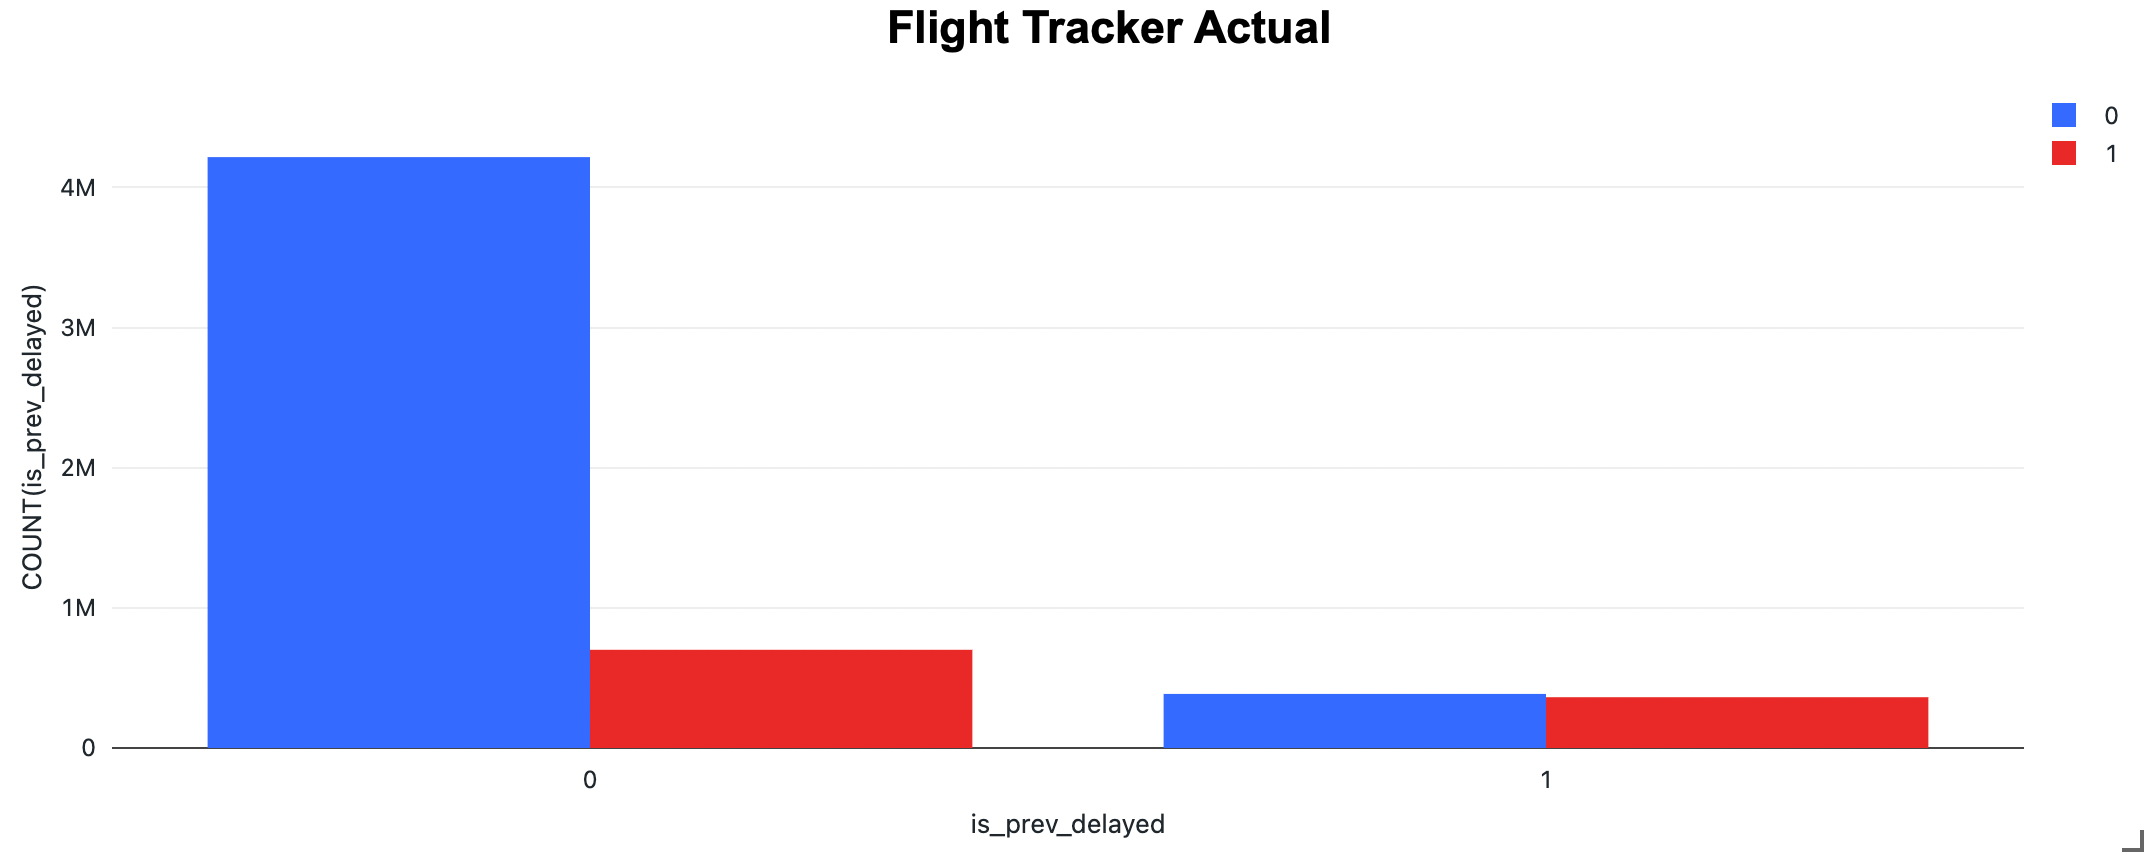 Flight Tracker Actual
0
1
COUNT(is_prev_delayed)
4M
3M
2M
1M
0
0
1
is_prev_delayed